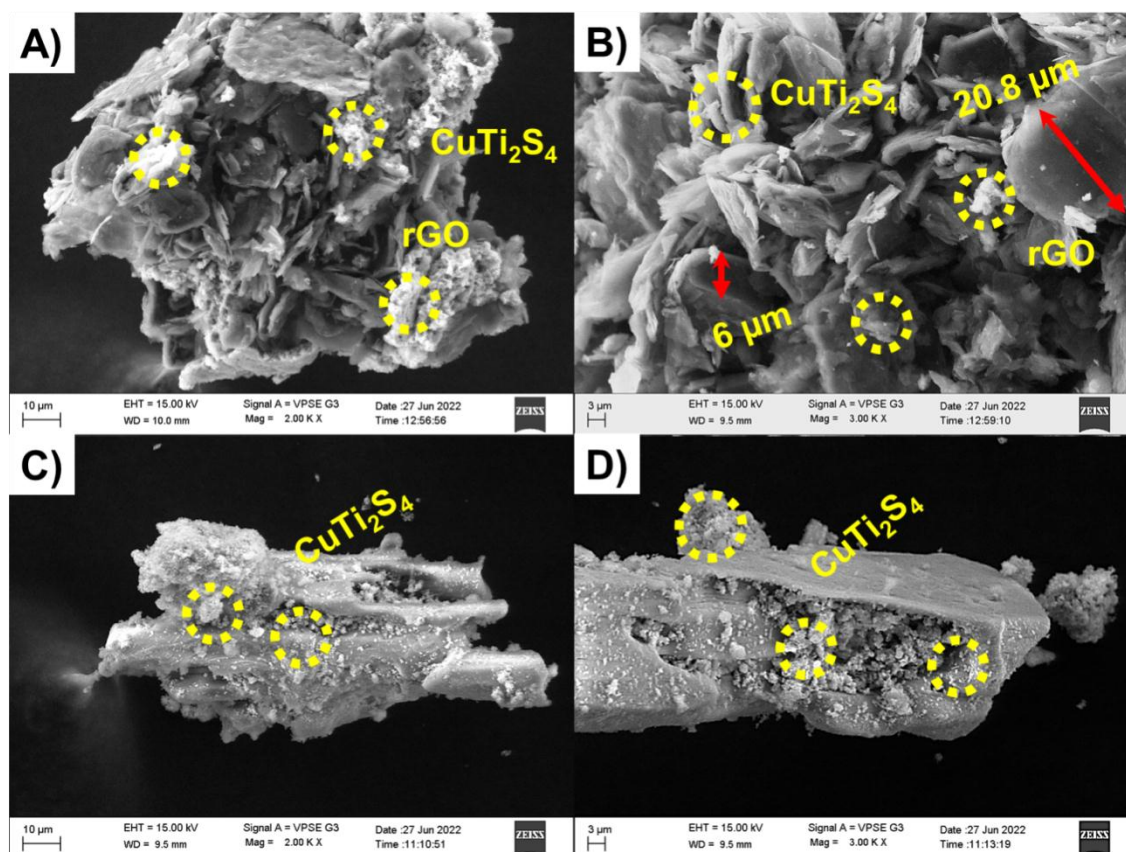 A)
CuTi₂S₄
rGO
10 µm
EHT = 15.00 kV
WD = 10.0 mm
Signal A = VPSE G3
Mag = 2.00 K X
Date :27 Jun 2022
Time :12:56:56
ZEISS
B)
CuTi₂S₄
20.8 µm
rGO
6 µm
3 µm
EHT = 15.00 kV
WD = 9.5 mm
Signal A = VPSE G3
Mag = 3.00 K X
Date :27 Jun 2022
Time :12:59:10
ZEISS
C)
CuTi₂S₄
10 µm
EHT = 15.00 kV
WD = 9.5 mm
Signal A = VPSE G3
Mag = 2.00 K X
Date :27 Jun 2022
Time :11:10:51
ZEISS
D)
CuTi₂S₄
3 µm
EHT = 15.00 kV
WD = 9.5 mm
Signal A = VPSE G3
Mag = 3.00 K X
Date :27 Jun 2022
Time :11:13:19
ZEISS